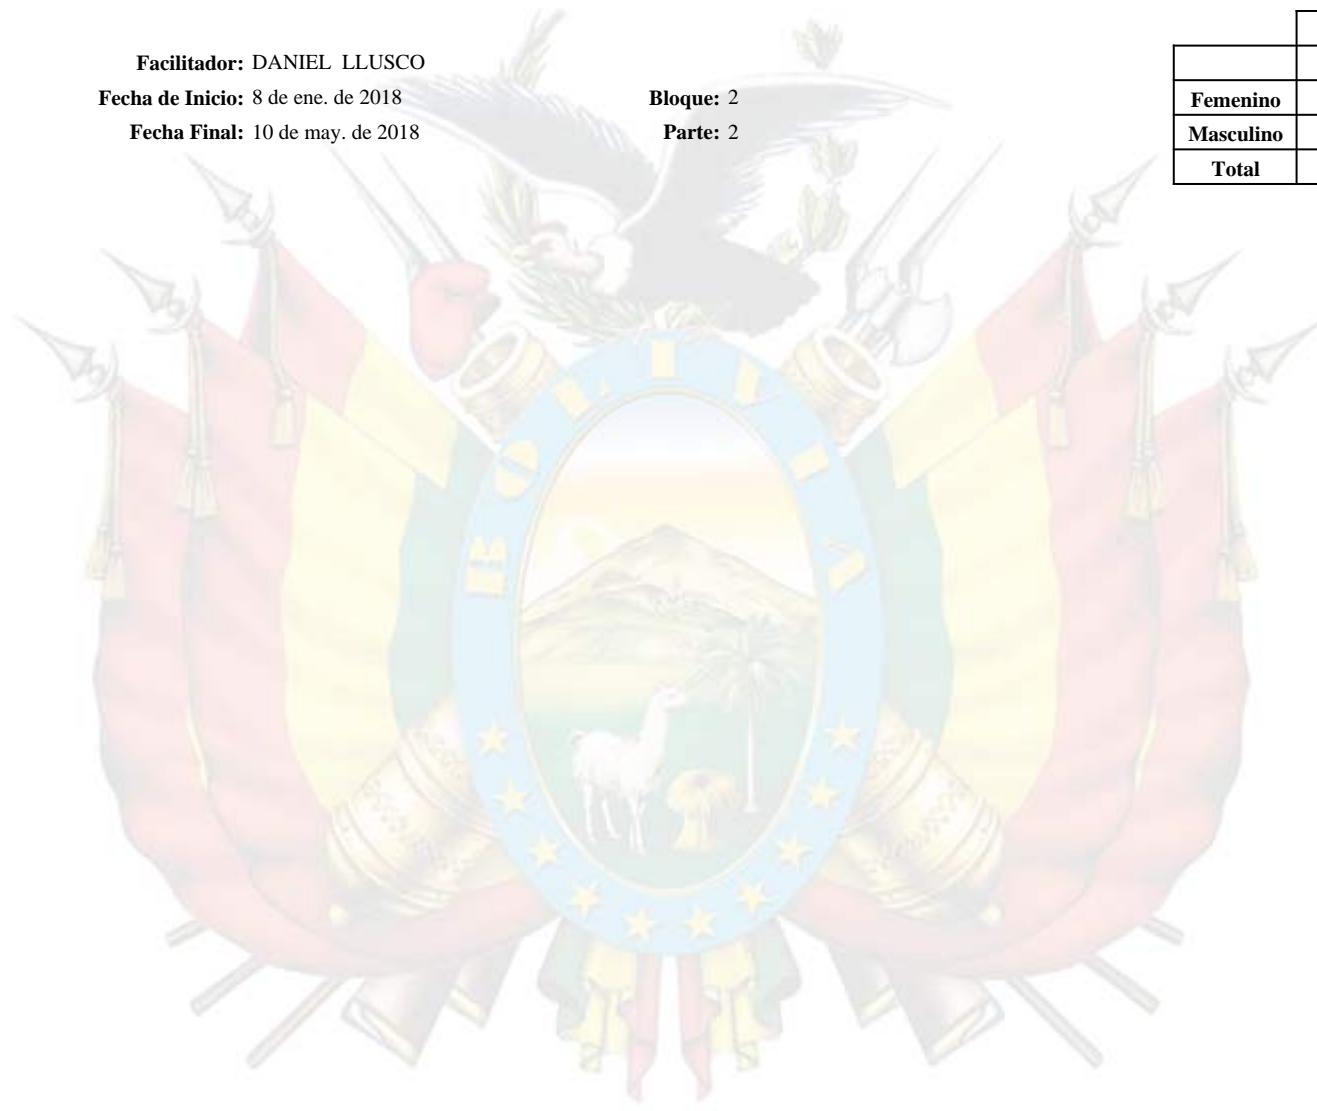 Facilitador: DANIEL LLUSCO
Fecha de Inicio: 8 de ene. de 2018
Bloque: 2
Fecha Final: 10 de may. de 2018
Parte: 2
Femenino
Masculino
Total
BOLIVIA